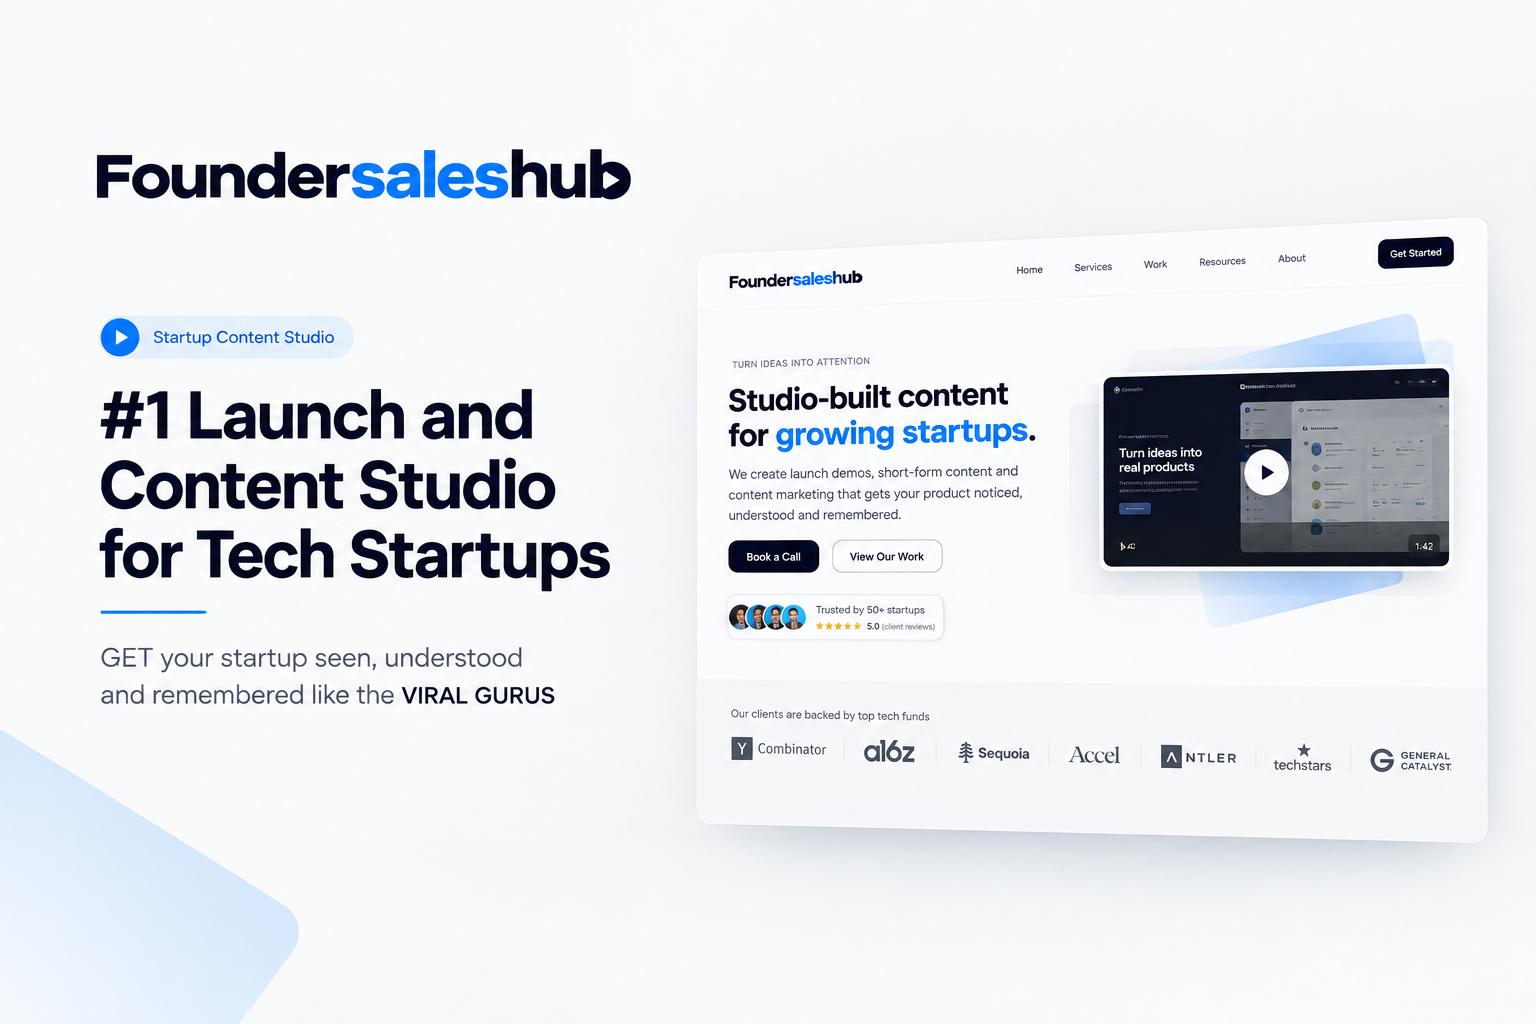 Foundersaleshub
Startup Content Studio
#1 Launch and
Content Studio
for Tech Startups
GET your startup seen, understood
and remembered like the VIRAL GURUS
Foundersaleshub
Home
Services
Work
Resources
About
Get Started
TURN IDEAS INTO ATTENTION
Studio-built content
for growing startups.
We create launch demos, short-form content and
content marketing that gets your product noticed,
understood and remembered.
Book a Call
View Our Work
Trusted by 50+ startups
5.0 (client reviews)
Turn ideas into
real products
1:42
Our clients are backed by top tech funds
Y Combinator
a16z
Sequoia
Accel
ANTLER
techstars
GENERAL
CATALYST